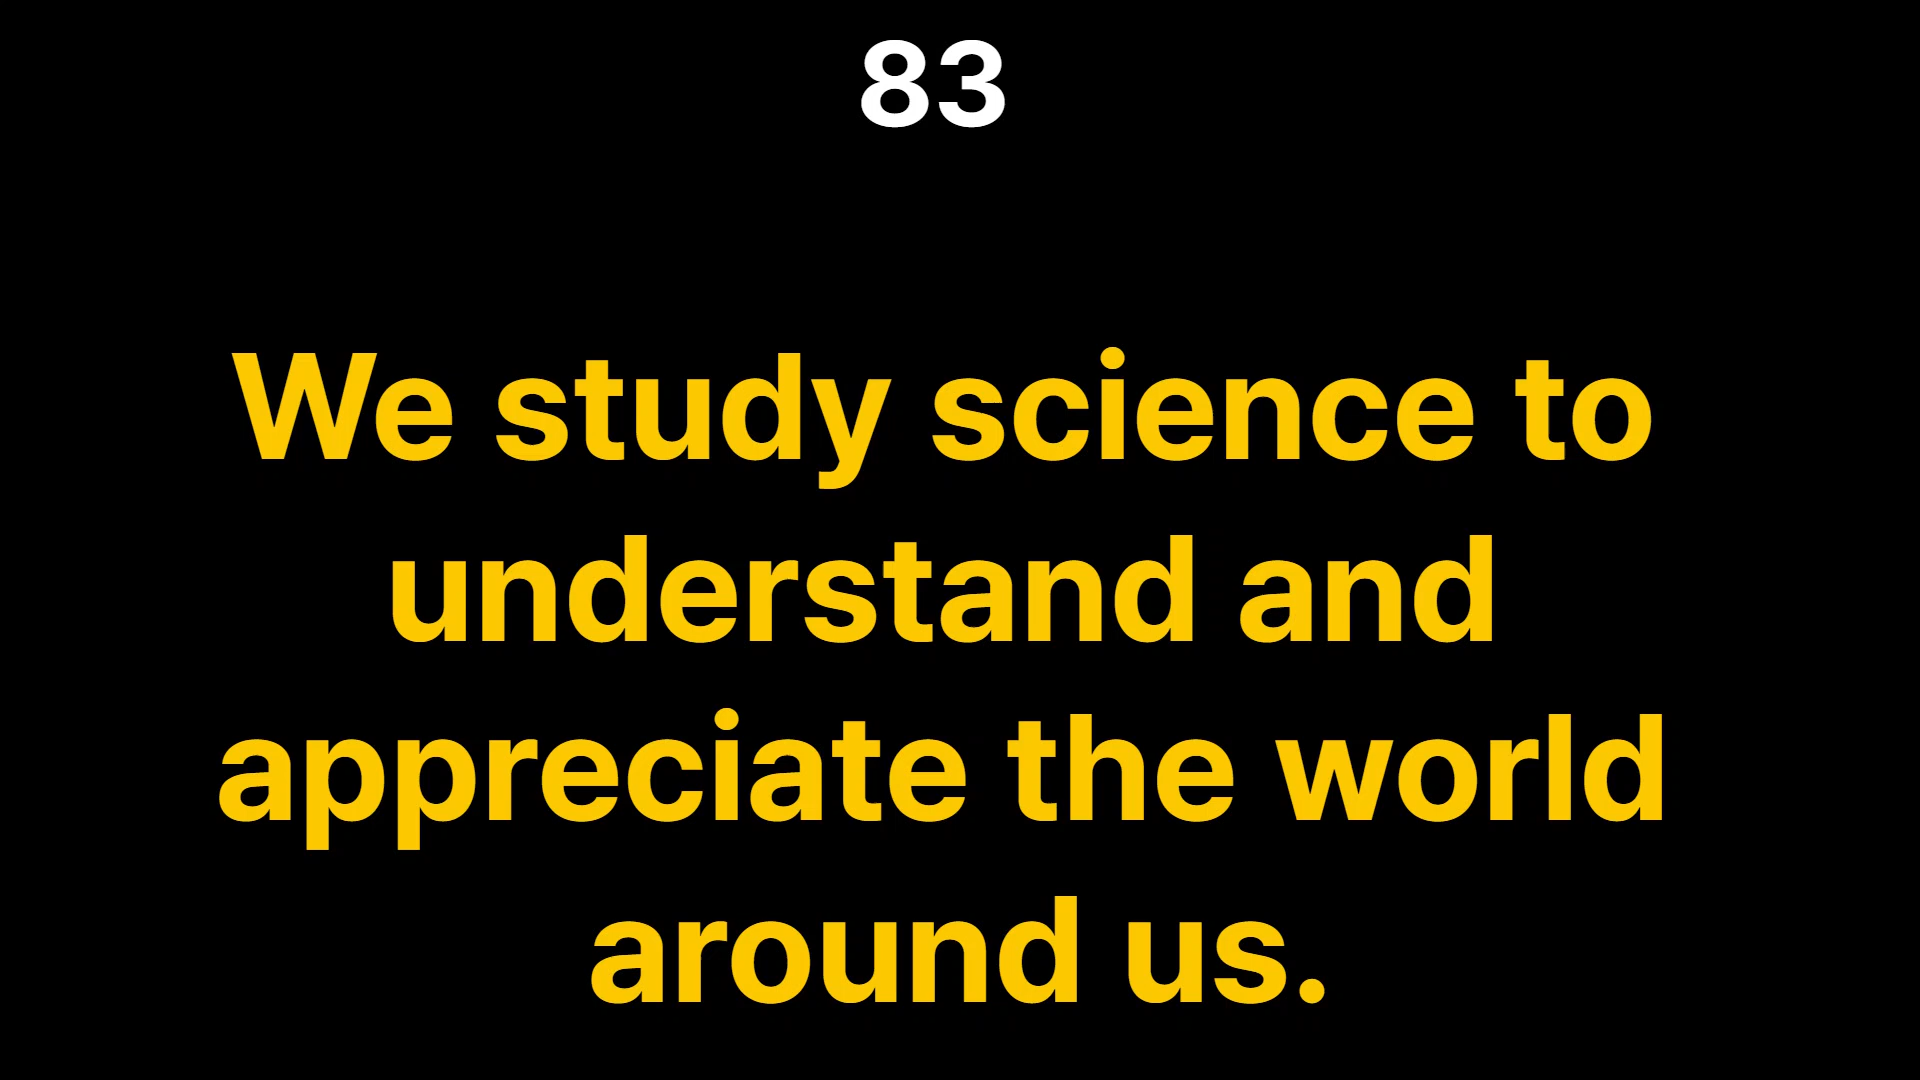 83
We study science to
understand and
appreciate the world
around us.